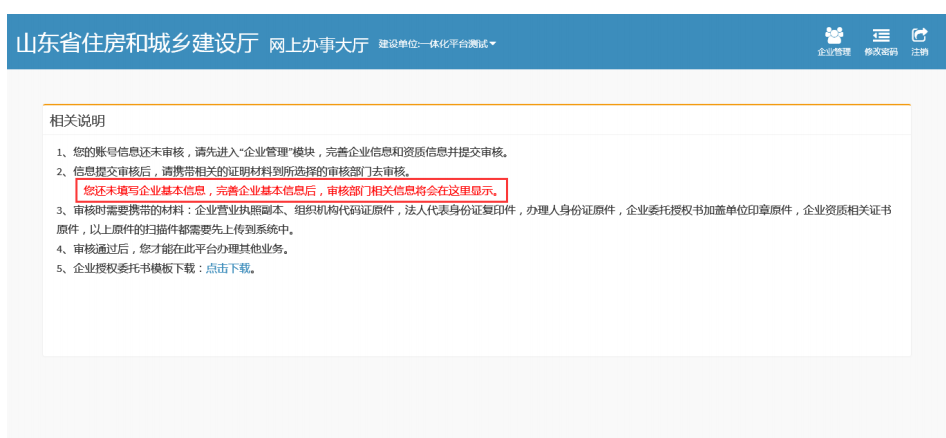 山东省住房和城乡建设厅 网上办事大厅 建设单位:一体化平台测试
企业管理 修改密码 注销
相关说明
1、您的账号信息还未审核，请先进入“企业管理”模块，完善企业信息和资质信息并提交审核。
2、信息提交审核后，请携带相关的证明材料到所选择的审核部门去审核。
您还未填写企业基本信息，完善企业基本信息后，审核部门相关信息将会在这里显示。
3、审核时需要携带的材料：企业营业执照副本、组织机构代码证原件，法人代表身份证复印件，办理人身份证原件，企业委托授权书加盖单位印章原件，企业资质相关证书
原件，以上原件的扫描件都需要先上传到系统中。
4、审核通过后，您才能在此平台办理其他业务。
5、企业授权委托书模板下载：点击下载。